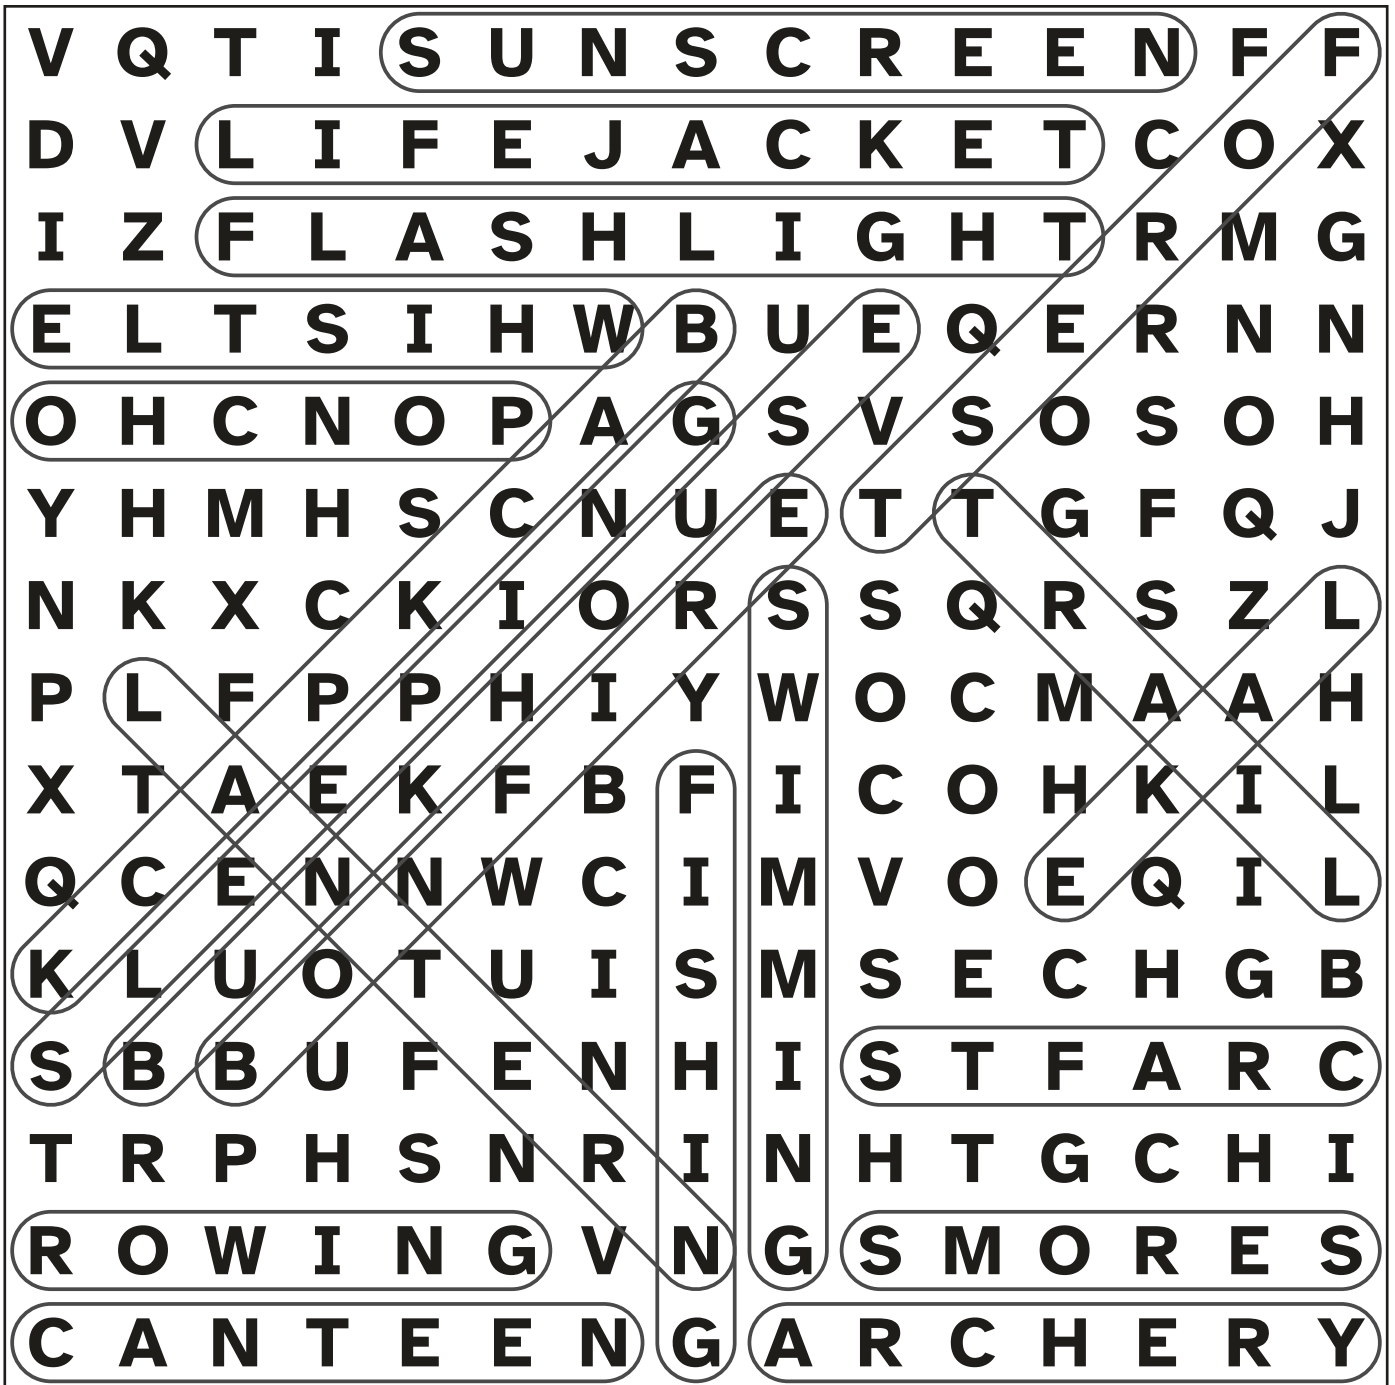 V Q T I S U N S C R E E N F F
D V L I F E J A C K E T C O X
I Z F L A S H L I G H T R M G
E L T S I H W B U E Q E R N N
O H C N O P A G S V S O S O H
Y H M H S C N U E T T G F Q J
N K X C K I O R S S Q R S Z L
P L F P P H I Y W O C M A A H
X T A E K F B F I C O H K I L
Q C E N N W C I M V O E Q I L
K L U O T U I S M S E C H G B
S B B U F E N H I S T F A R C
T R P H S N R I N H T G C H I
R O W I N G V N G S M O R E S
C A N T E E N G A R C H E R Y